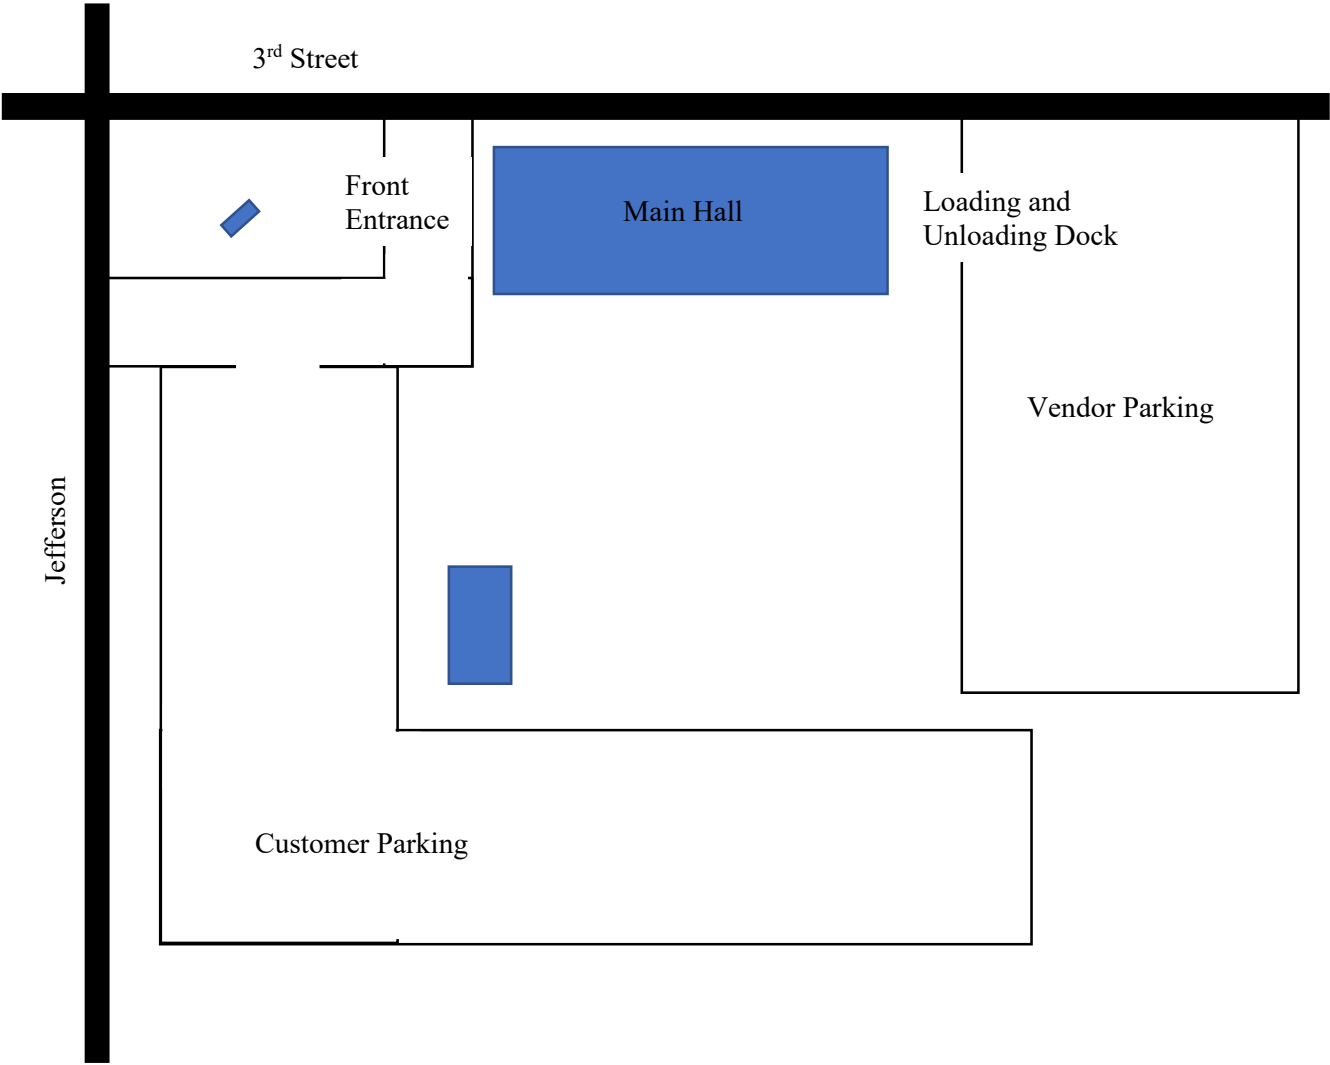 3rd Street
Front
Entrance
Main Hall
Loading and
Unloading Dock
Vendor Parking
Jefferson
Customer Parking